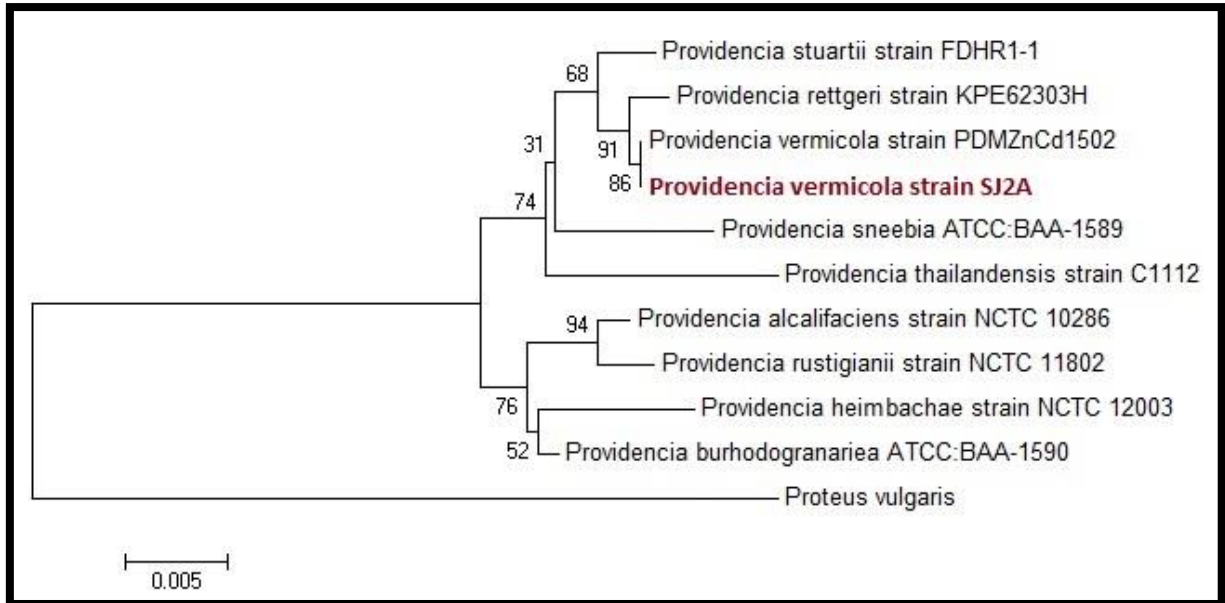 Providencia stuartii strain FDHR1-1
68
Providencia rettgeri strain KPE62303H
31
91
Providencia vermicola strain PDMZnCd1502
86
Providencia vermicola strain SJ2A
74
Providencia sneebia ATCC:BAA-1589
Providencia thailandensis strain C1112
94
Providencia alcalifaciens strain NCTC 10286
Providencia rustigianii strain NCTC 11802
76
Providencia heimbachae strain NCTC 12003
52
Providencia burhodogranariea ATCC:BAA-1590
Proteus vulgaris
0.005